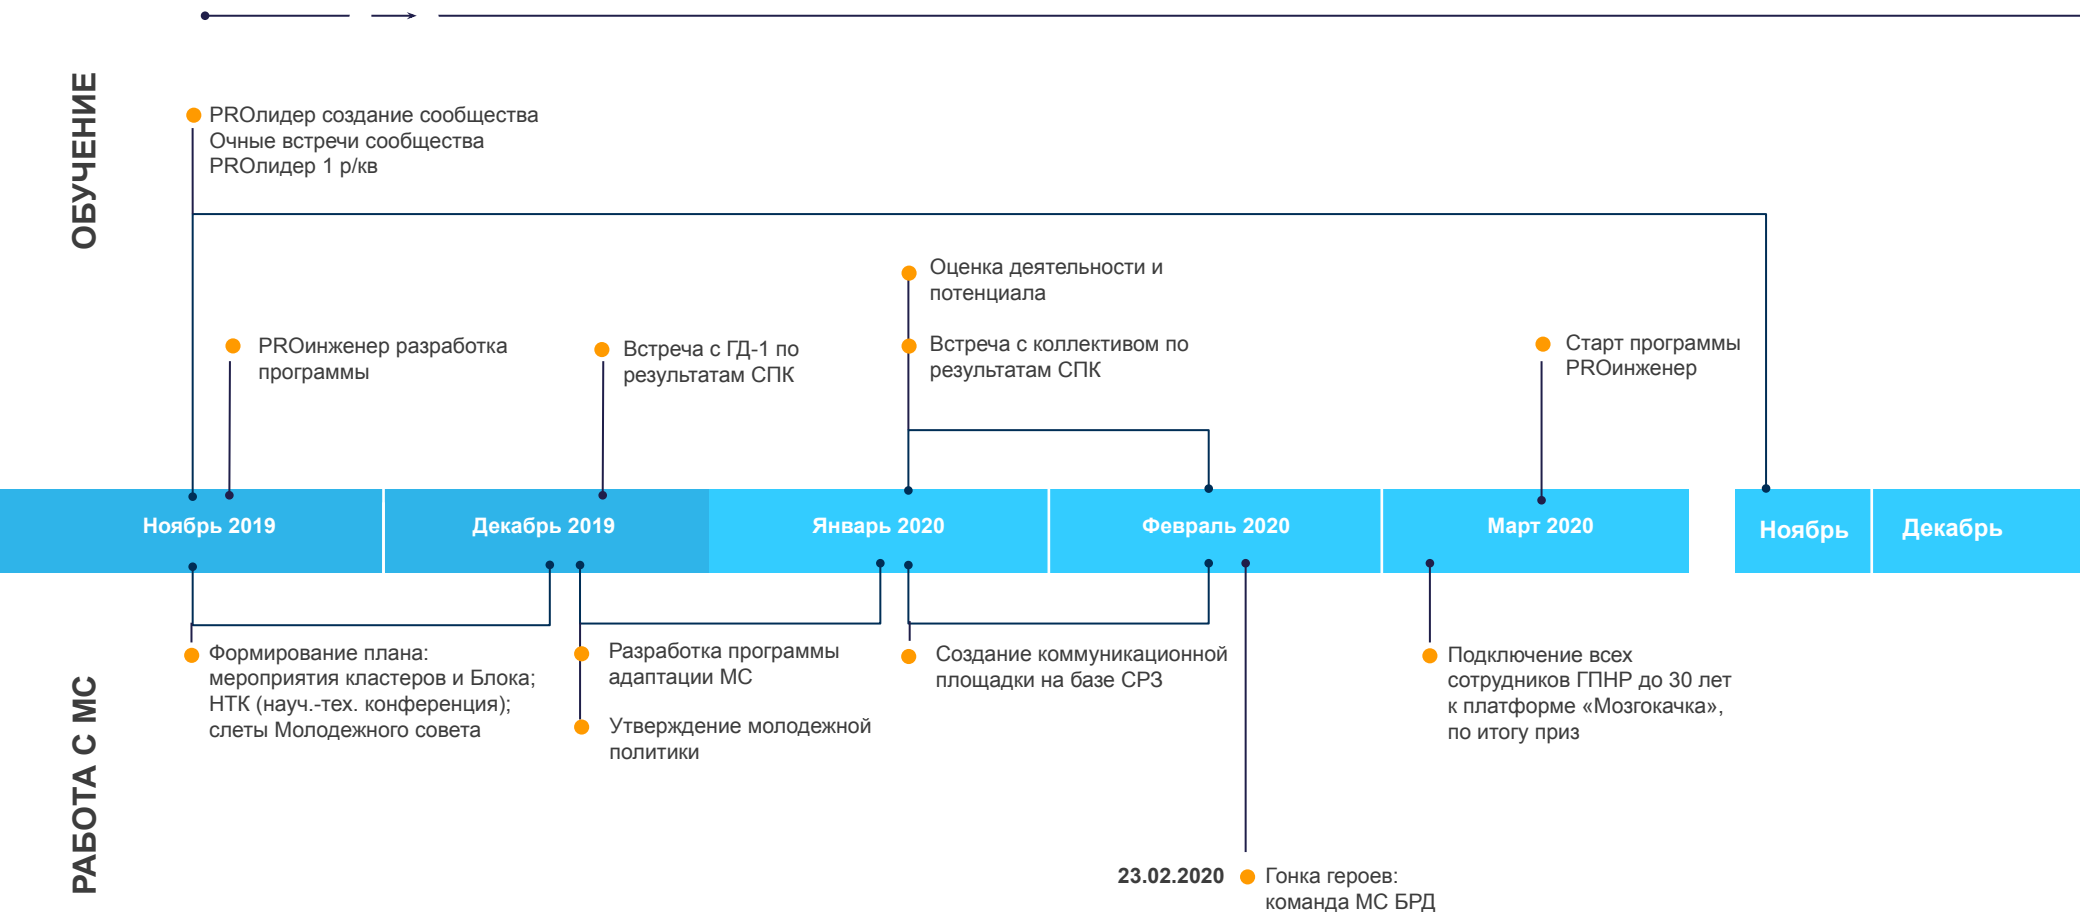 ОБУЧЕНИЕ
PROлидер создание сообщества
Очные встречи сообщества
PROлидер 1 р/кв
Оценка деятельности и
потенциала
PROинженер разработка
программы
Встреча с ГД-1 по
результатам СПК
Встреча с коллективом по
результатам СПК
Старт программы
PROинженер
Ноябрь 2019
Декабрь 2019
Январь 2020
Февраль 2020
Март 2020
Ноябрь
Декабрь
РАБОТА С МС
Формирование плана:
мероприятия кластеров и Блока;
НТК (науч.-тех. конференция);
слеты Молодежного совета
Разработка программы
адаптации МС
Утверждение молодежной
политики
Создание коммуникационной
площадки на базе СРЗ
Подключение всех
сотрудников ГПНР до 30 лет
к платформе «Мозгокачка»,
по итогу приз
23.02.2020
Гонка героев:
команда МС БРД